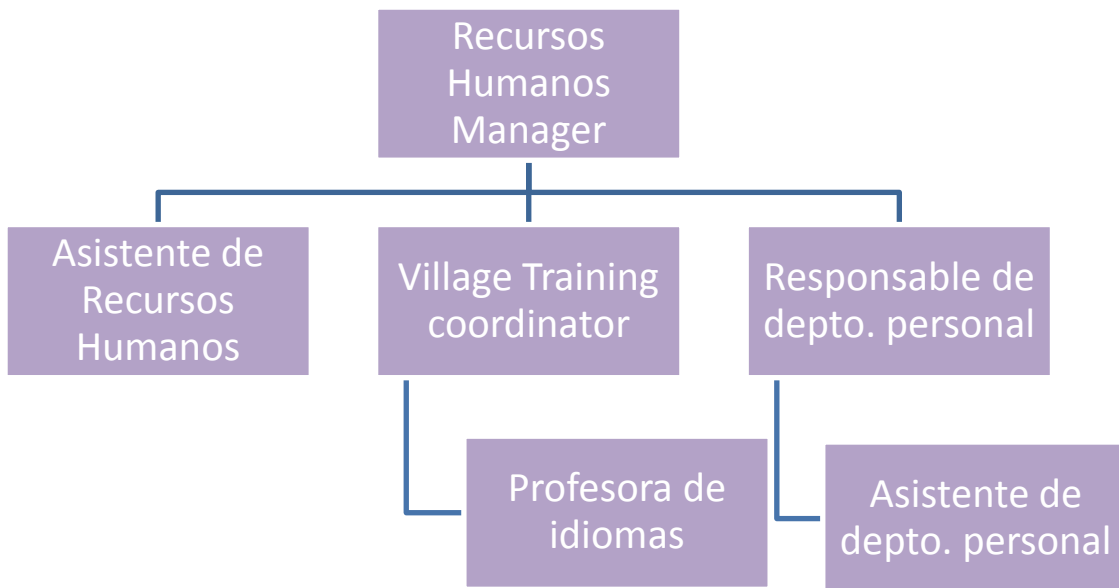 Recursos
Humanos
Manager
Asistente de
Recursos
Humanos
Village Training
coordinator
Responsable de
depto. personal
Profesora de
idiomas
Asistente de
depto. personal